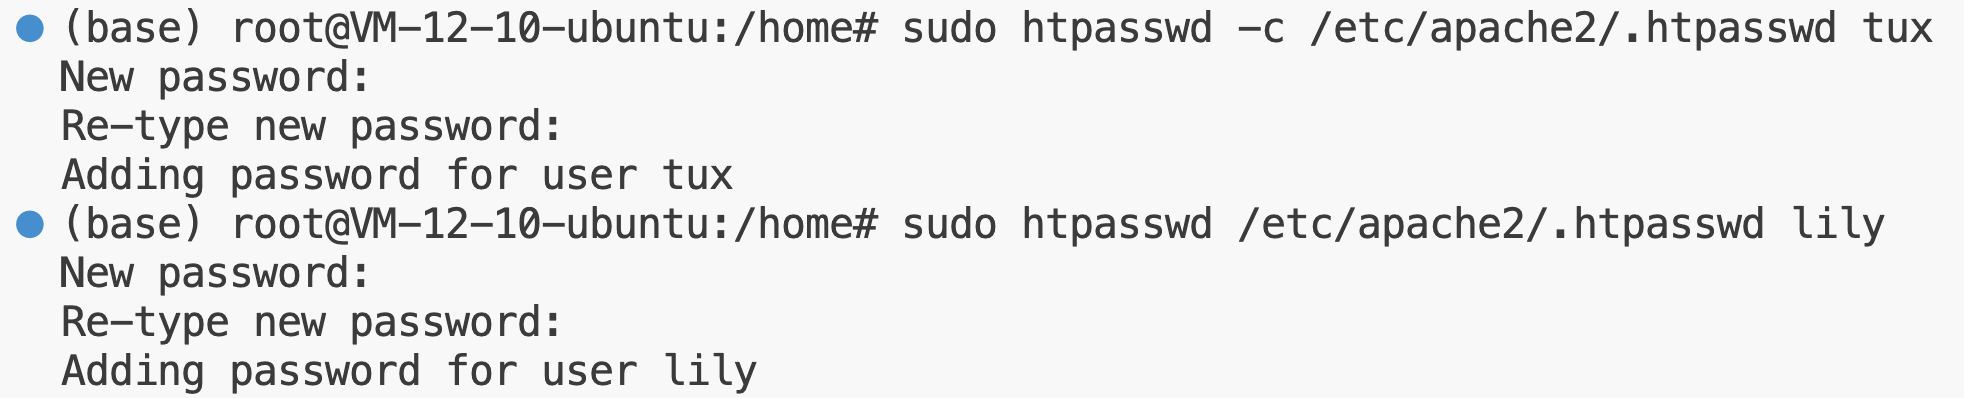 (base) root@VM-12-10-ubuntu:/home# sudo htpasswd -c /etc/apache2/.htpasswd tux
New password:
Re-type new password:
Adding password for user tux
(base) root@VM-12-10-ubuntu:/home# sudo htpasswd /etc/apache2/.htpasswd lily
New password:
Re-type new password:
Adding password for user lily